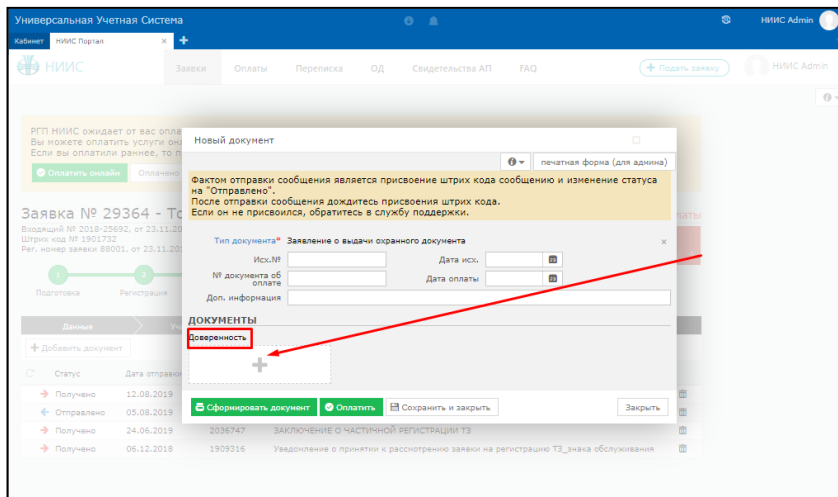 Универсальная Учетная Система
НИИС Admin
Кабинет НИИС Портал × +
НИИС Заявки Оплаты Переписка ОД Свидетельства АП FAQ + Подать заявку НИИС Admin
РГП НИИС ожидает от вас опла
Вы можете оплатить услуги онл
Если вы оплатили раннее, то п
Оплатить онлайн Оплачено
Новый документ
печатная форма (для админа)
Фактом отправки сообщения является присвоение штрих кода сообщению и изменение статуса
на "Отправлено".
После отправки сообщения дождитесь присвоения штрих кода.
Если он не присвоился, обратитесь в службу поддержки.
Заявка № 29364 - То
Входящий № 2018-25692, от 23.11.20
Штрих код № 1901732
Рег. номер заявки 88001, от 23.11.20
Тип документа* Заявление о выдачи охранного документа ×
Исх.№ Дата исх.
№ документа об
оплате Дата оплаты
Доп. информация
1 2
Подготовка Регистрация
Данные
+ Добавить документ
ДОКУМЕНТЫ
Доверенность
+
Сформировать документ Оплатить Сохранить и закрыть Закрыть
Статус Дата отправки
Получено 12.08.2019
Отправлено 05.08.2019
Получено 24.06.2019 2036747 ЗАКЛЮЧЕНИЕ О ЧАСТИЧНОЙ РЕГИСТРАЦИИ ТЗ
Получено 06.12.2018 1909316 Уведомление о принятии к рассмотрению заявки на регистрацию ТЗ_знака обслуживания